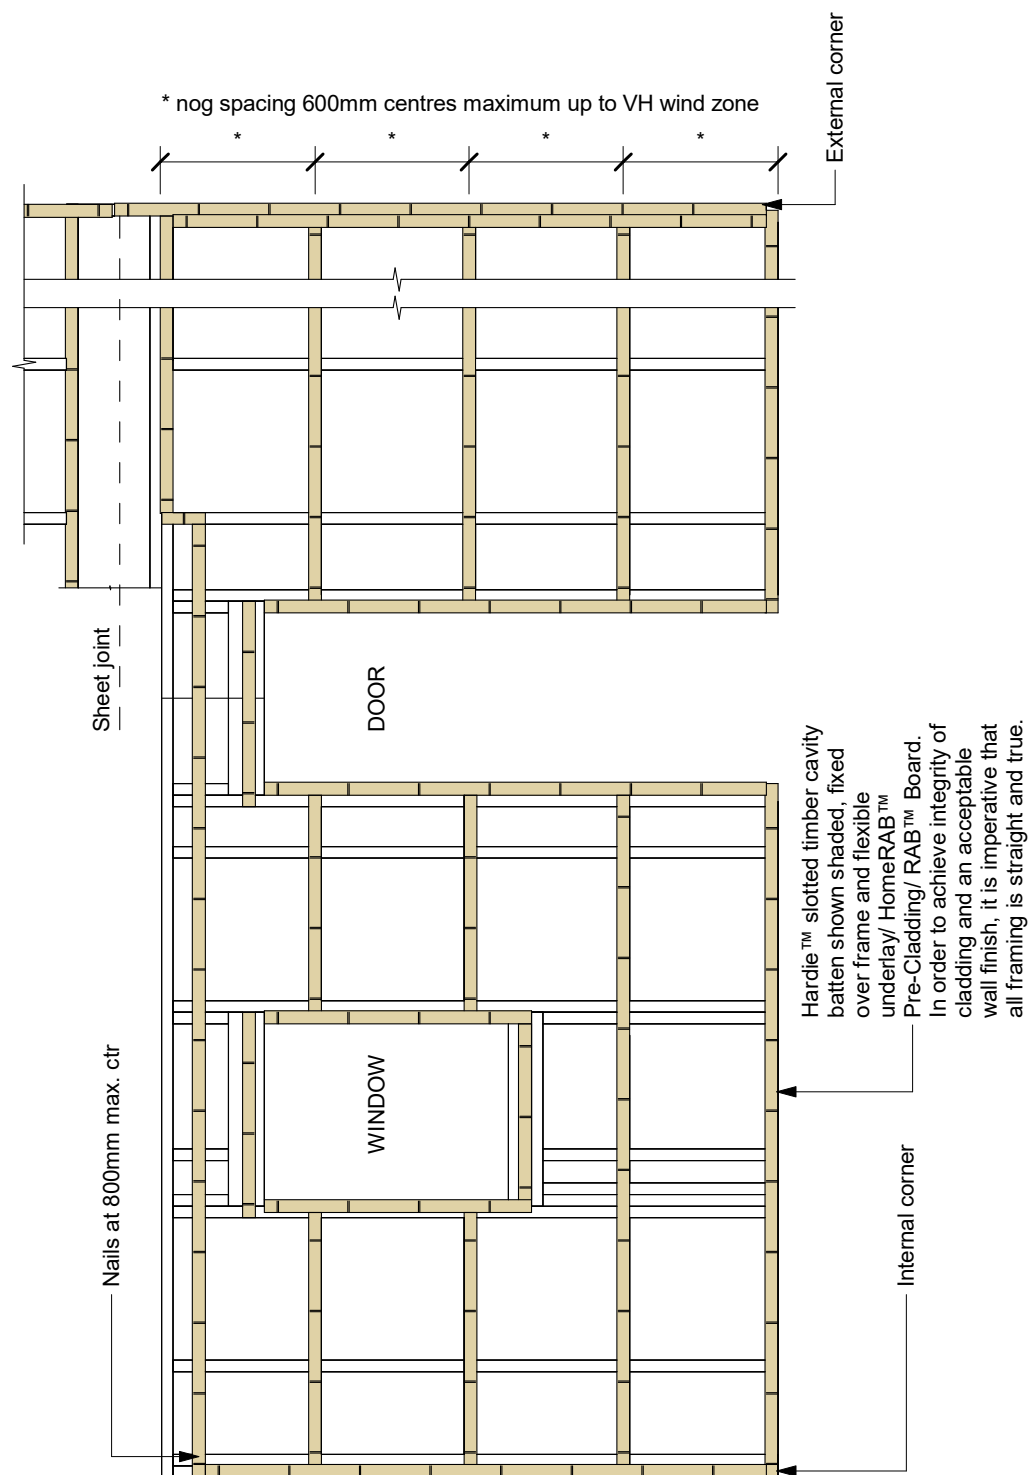 * nog spacing 600mm centres maximum up to VH wind zone
*
*
*
*
External corner
Sheet joint
DOOR
Hardie™ slotted timber cavity
batten shown shaded, fixed
over frame and flexible
underlay/ HomeRAB™
Pre-Cladding/ RAB™ Board.
In order to achieve integrity of
cladding and an acceptable
wall finish, it is imperative that
all framing is straight and true.
WINDOW
Nails at 800mm max. ctr
Internal corner